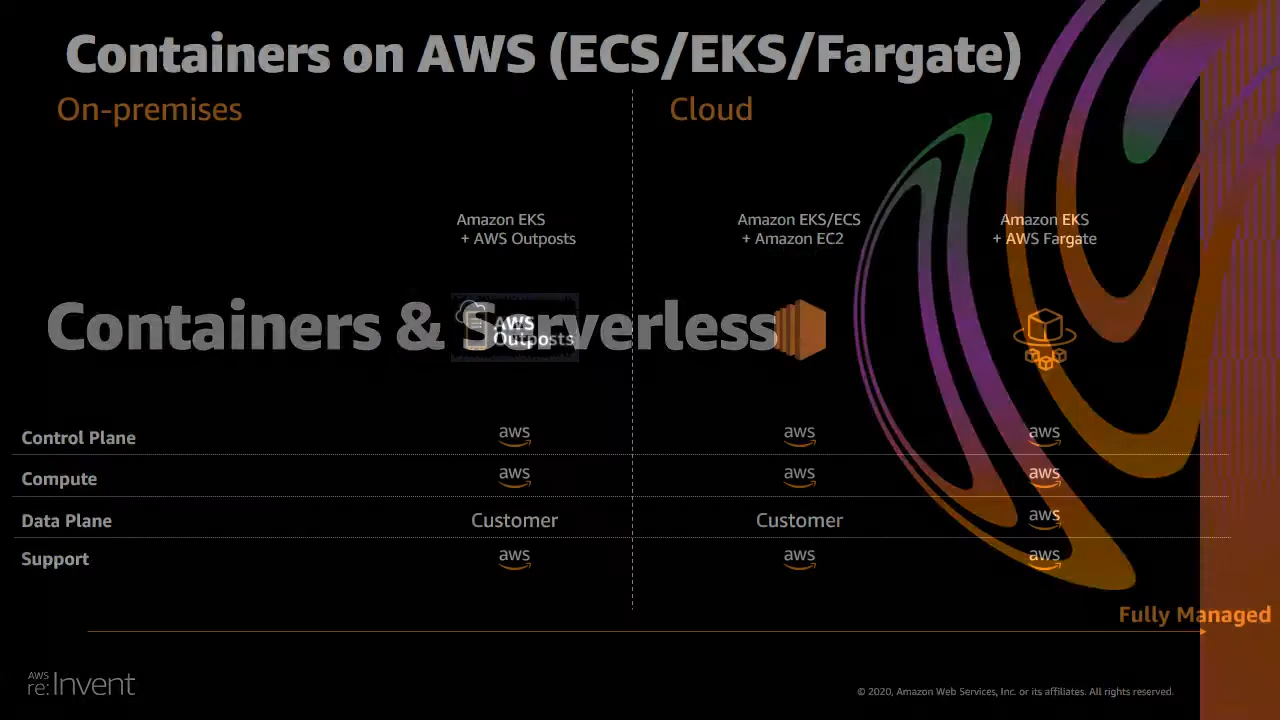 Containers on AWS (ECS/EKS/Fargate)
On-premises
Cloud
Amazon EKS
+ AWS Outposts
Amazon EKS/ECS
+ Amazon EC2
Amazon EKS
+ AWS Fargate
Containers & Serverless
AWS
Outposts
Control Plane
aws
aws
aws
Compute
aws
aws
aws
Data Plane
Customer
Customer
aws
Support
aws
aws
aws
Fully Managed
AWS
re:Invent
© 2020, Amazon Web Services, Inc. or its affiliates. All rights reserved.